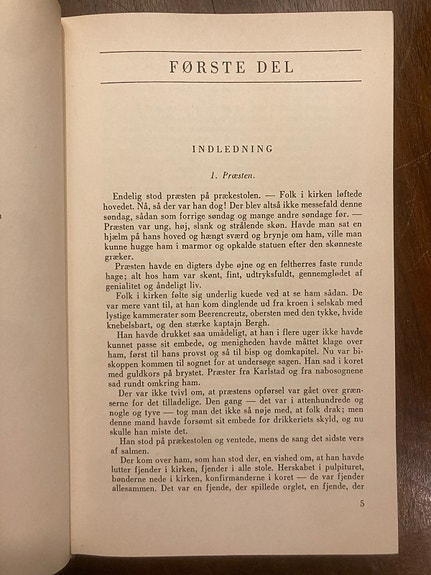 FØRSTE DEL
INDLEDNING
1. Præsten.
Endelig stod præsten på prækestolen. — Folk i kirken løftede
hovedet. Nå, så der var han dog! Der blev altså ikke messefald denne
søndag, sådan som forrige søndag og mange andre søndage før. —
Præsten var ung, høj, slank og strålende skøn. Havde man sat en
hjælm på hans hoved og hængt sværd og brynje om ham, ville man
kunne hugge ham i marmor og opkalde statuen efter den skønneste
græker.
Præsten havde en digters dybe øjne og en feltherres faste runde
hage; alt hos ham var skønt, fint, udtryksfuldt, gennemglødet af
genialitet og åndeligt liv.
Folk i kirken følte sig underlig kuede ved at se ham sådan. De
var mere vant til, at han kom dinglende ud fra kroen i selskab med
lystige kammerater som Beerencreutz, obersten med den tykke, hvide
knebelsbart, og den stærke kaptajn Bergh.
Han havde drukket saa umådeligt, at han i flere uger ikke havde
kunnet passe sit embede, og menigheden havde måttet klage over
ham, først til hans provst og så til bisp og domkapitel. Nu var bi-
skoppen kommen til sognet for at undersøge sagen. Han sad i koret
med guldkors på brystet. Præster fra Karlstad og fra nabosognene
sad rundt omkring ham.
Der var ikke tvivl om, at præstens opførsel var gået over græn-
serne for det tilladelige. Den gang — det var i attenhundrede og
nogle og tyve — tog man det ikke så nøje med, at folk drak; men
denne mand havde forsømt sit embede for drikkeriets skyld, og nu
skulle han miste det.
Han stod på prækestolen og ventede, mens de sang det sidste vers
af salmen.
Der kom over ham, som han stod der, en vished om, at han havde
lutter fjender i kirken, fjender i alle stole. Herskabet i pulpituret,
bønderne nede i kirken, konfirmanderne i koret — de var fjender
allesammen. Det var en fjende, der spillede orglet, en fjende, der
5